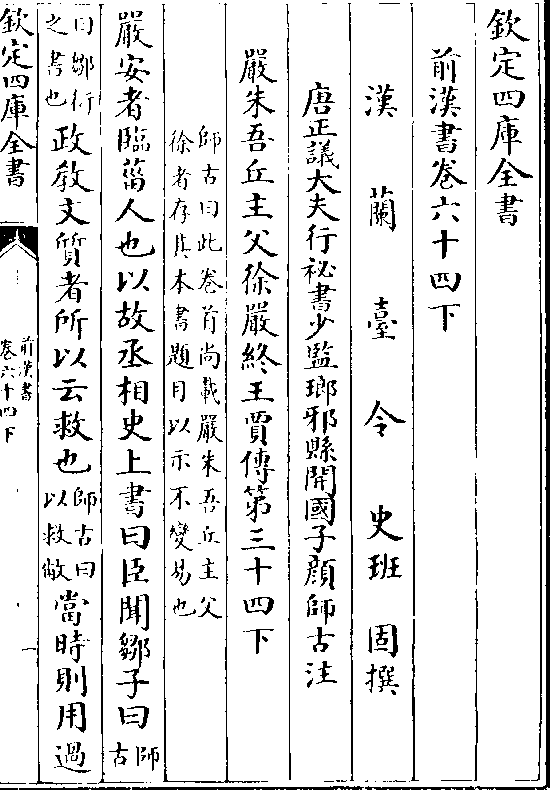 欽定四庫全書
前漢書卷六十四下
漢蘭臺令史班固撰
唐正議大夫行祕書少監琅邪縣開國子顔師古注
嚴朱吾丘主父徐嚴終王賈傳第三十四下
師古曰此卷首尚載嚴朱吾丘主父
徐者存其本書題目以示不變易也
嚴安者臨菑人也以故丞相史上書曰臣聞鄒子曰師古
曰鄒衍之書也政敎文質者所以云救也師古曰以救敝當時則用過
欽定四庫全書
前漢書
卷六十四下
一